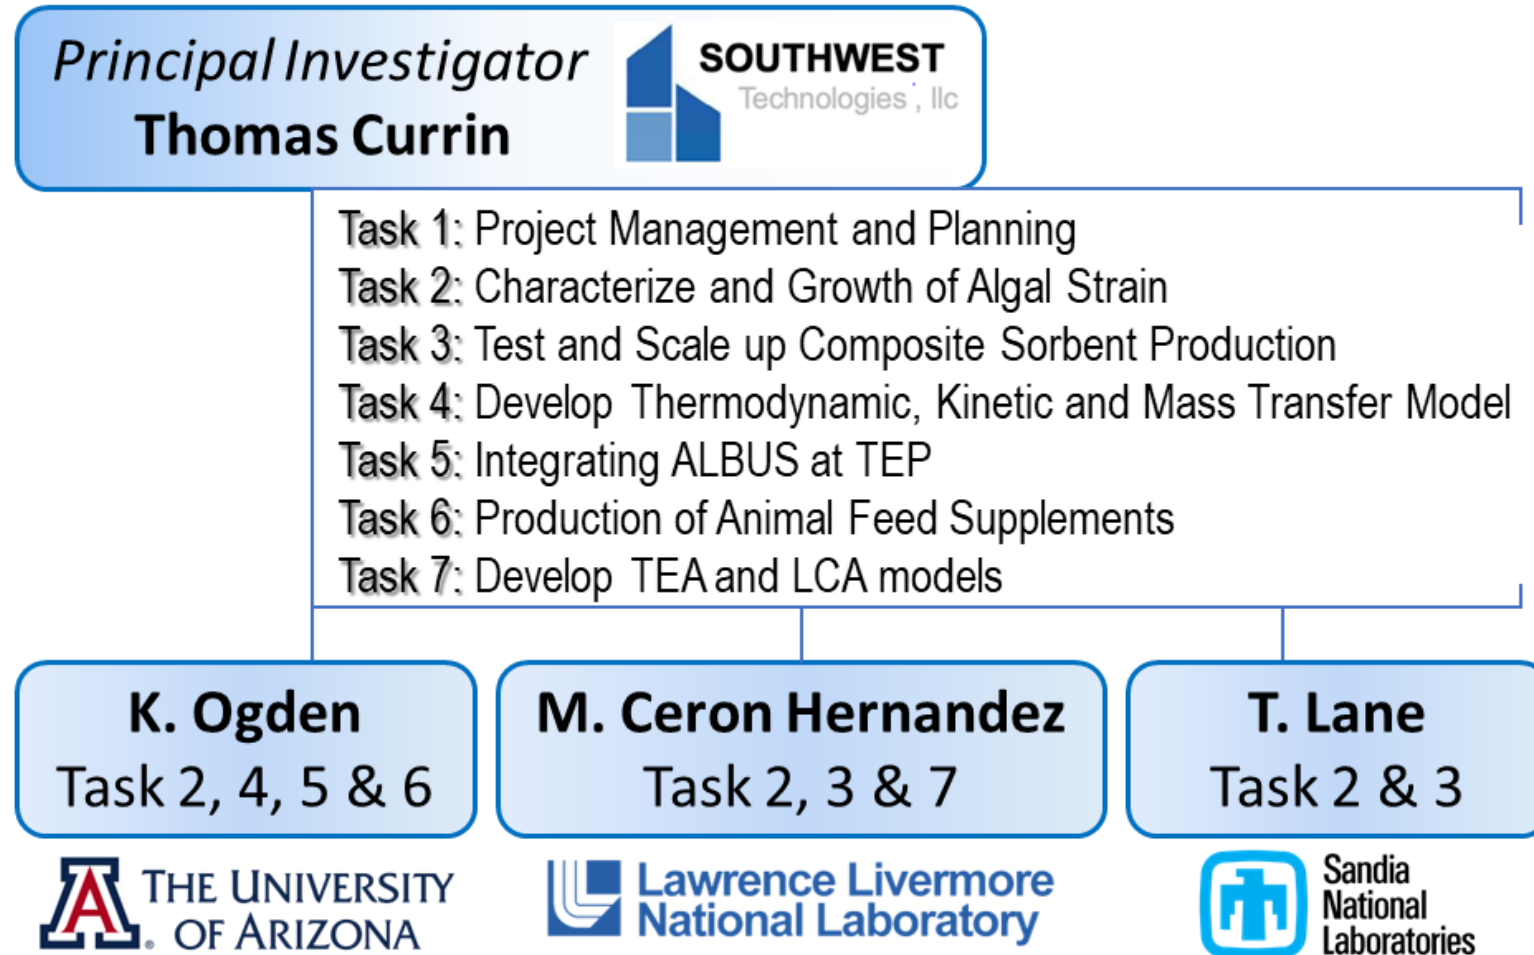 Principal Investigator
Thomas Currin
SOUTHWEST
Technologies, llc
Task 1: Project Management and Planning
Task 2: Characterize and Growth of Algal Strain
Task 3: Test and Scale up Composite Sorbent Production
Task 4: Develop Thermodynamic, Kinetic and Mass Transfer Model
Task 5: Integrating ALBUS at TEP
Task 6: Production of Animal Feed Supplements
Task 7: Develop TEA and LCA models
K. Ogden
Task 2, 4, 5 & 6
M. Ceron Hernandez
Task 2, 3 & 7
T. Lane
Task 2 & 3
A
THE UNIVERSITY
OF ARIZONA
Lawrence Livermore
National Laboratory
Sandia
National
Laboratories